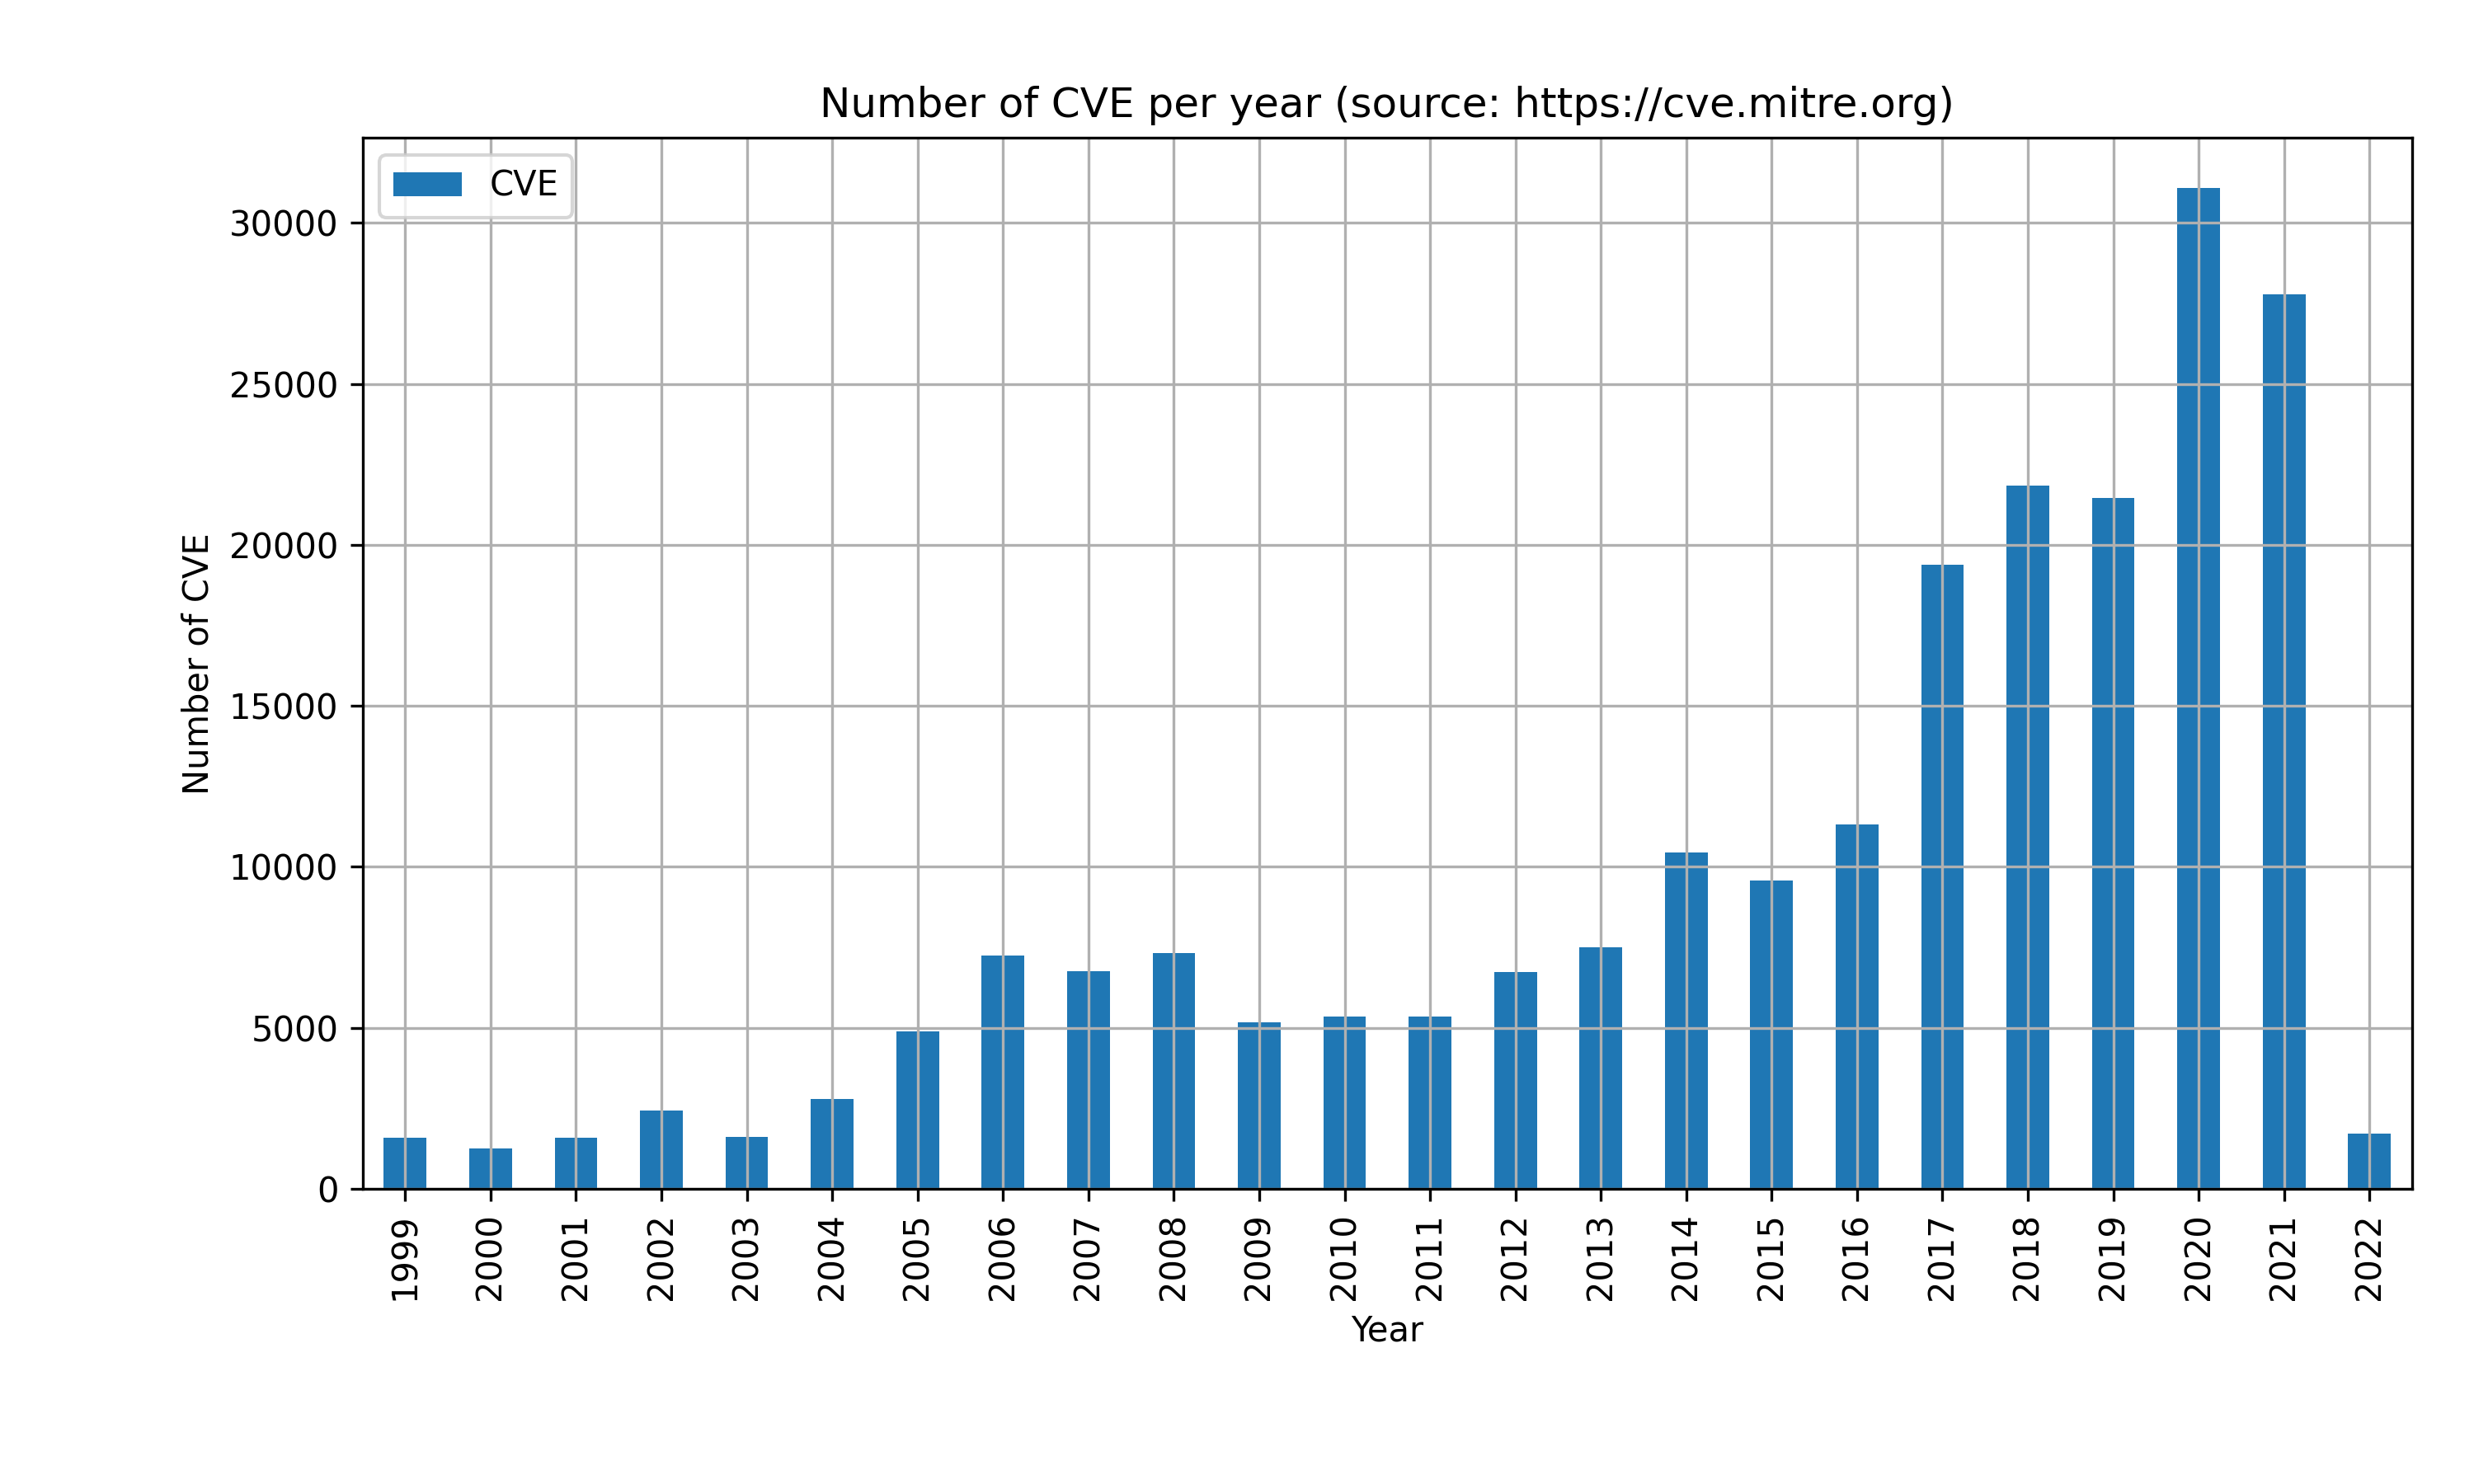 Number of CVE per year (source: https://cve.mitre.org)
CVE
Number of CVE
30000
25000
20000
15000
10000
5000
0
1999 2000 2001 2002 2003 2004 2005 2006 2007 2008 2009 2010 2011 2012 2013 2014 2015 2016 2017 2018 2019 2020 2021 2022
Year